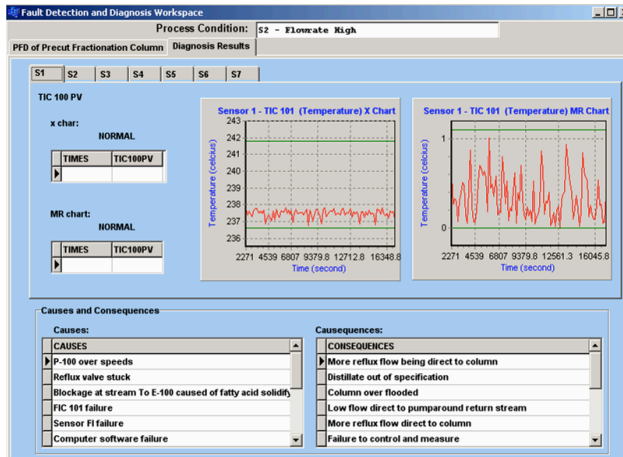 Fault Detection and Diagnosis Workspace
Process Condition: S2 - Flowrate High
PFD of Precut Fractionation Column Diagnosis Results
S1 S2 S3 S4 S5 S6 S7
TIC 100 PV
x char:
NORMAL
TIMES TIC100PV
MR chart:
NORMAL
TIMES TIC100PV
Sensor 1 - TIC 101 (Temperature) X Chart
Temperature (celcius)
243
242
241
240
239
238
237
236
2271 4539 6807 9379.8 12712.8 16348.8
Time (second)
Sensor 1 - TIC 101 (Temperature) MR Chart
Temperature (celcius)
1
0
2271 4539 6807 9379.8 12561.3 16045.8
Time (second)
Causes and Consequences
Causes:
CAUSES
P-100 over speeds
Reflux valve stuck
Blockage at stream To E-100 caused of fatty acid solidify
FIC 101 failure
Sensor FI failure
Computer software failure
Causequences:
CONSEQUENCES
More reflux flow being direct to column
Distillate out of specification
Column over flooded
Low flow direct to pumparound return stream
More reflux flow direct to column
Failure to control and measure